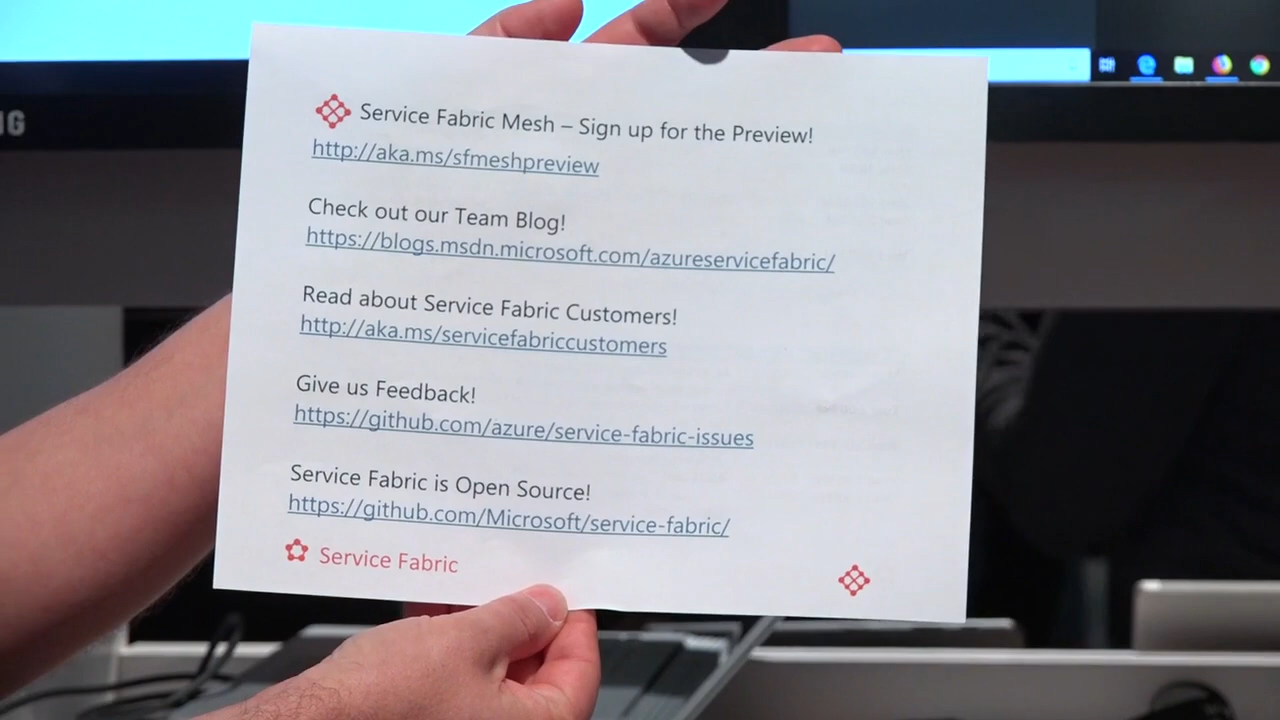 Service Fabric Mesh – Sign up for the Preview!
http://aka.ms/sfmeshpreview
Check out our Team Blog!
https://blogs.msdn.microsoft.com/azureservicefabric/
Read about Service Fabric Customers!
http://aka.ms/servicefabriccustomers
Give us Feedback!
https://github.com/azure/service-fabric-issues
Service Fabric is Open Source!
https://github.com/Microsoft/service-fabric/
Service Fabric